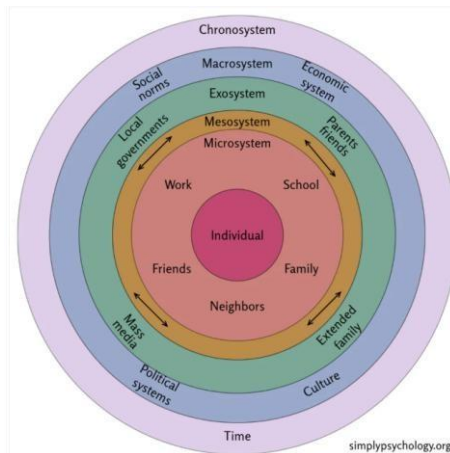 Chronosystem
Macrosystem
Social
norms
Economic
system
Exosystem
Local
governments
Parents
friends
Mesosystem
Microsystem
Work
School
Individual
Friends
Family
Neighbors
Mass
media
Extended
family
Political
systems
Culture
Time
simplypsychology.org